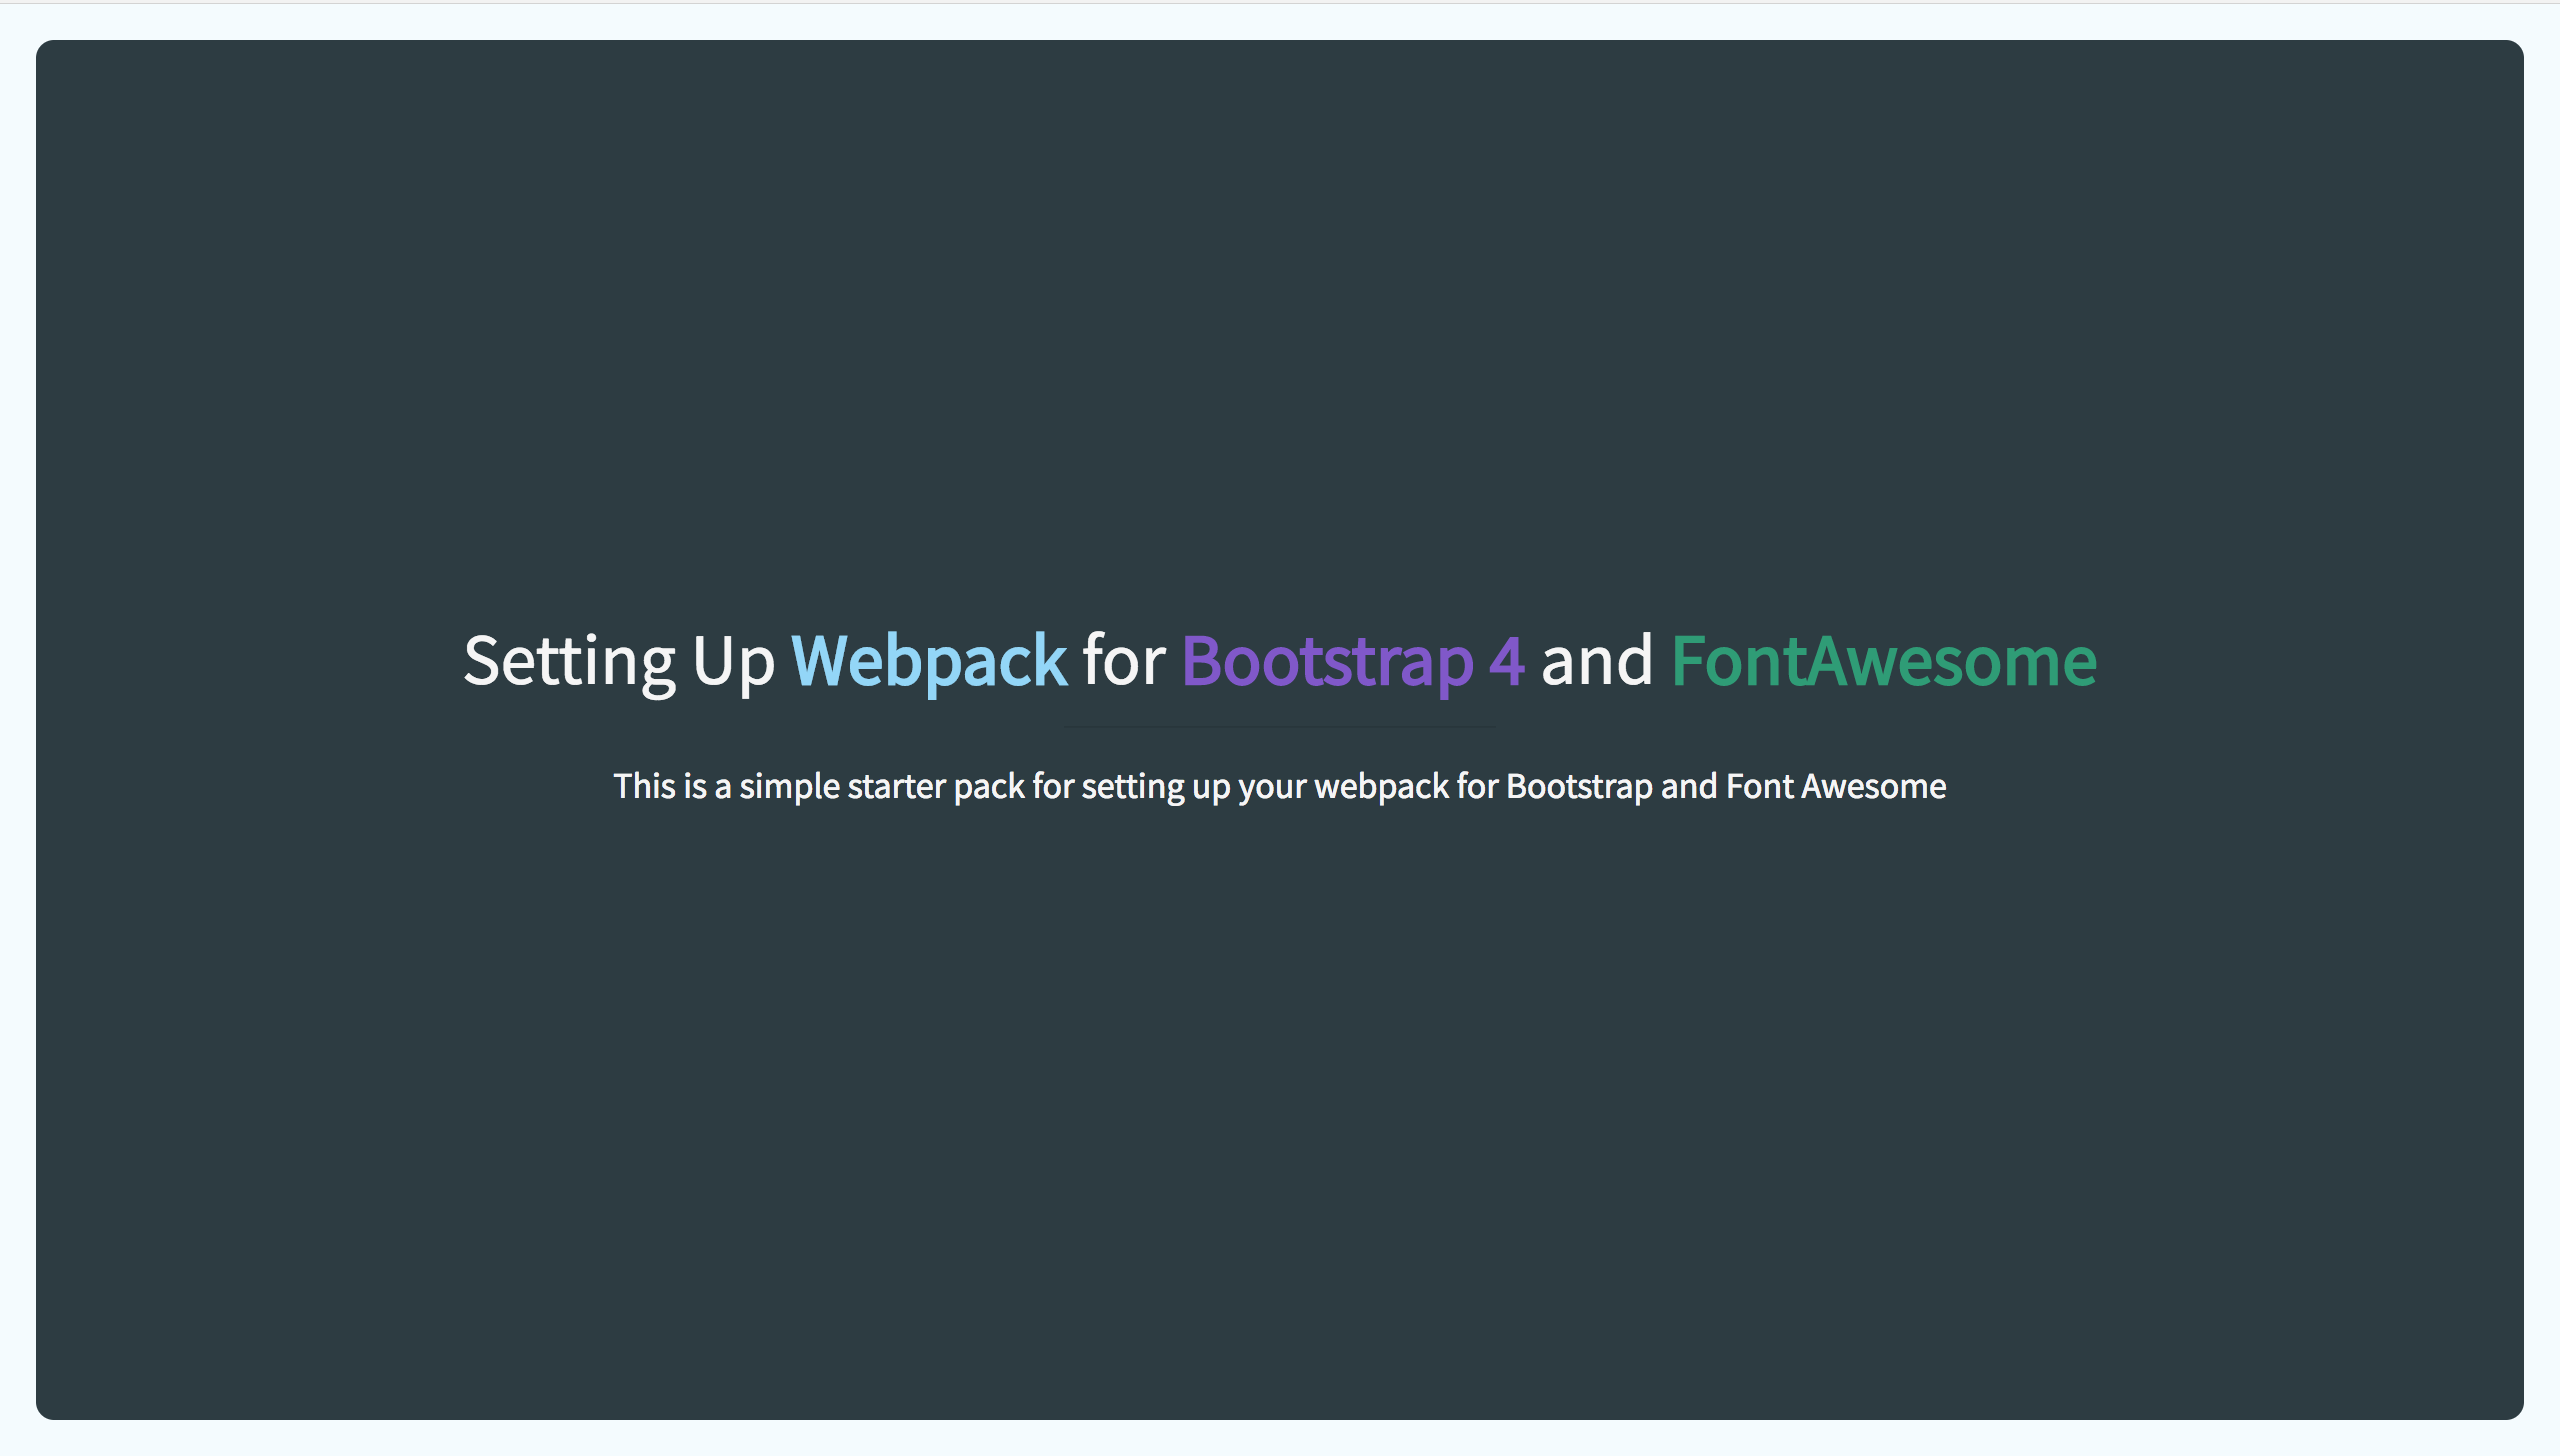 Setting Up Webpack for Bootstrap 4 and FontAwesome
This is a simple starter pack for setting up your webpack for Bootstrap and Font Awesome